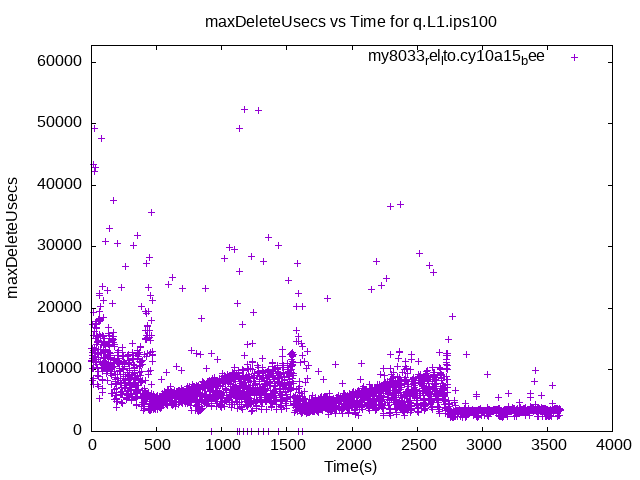 maxDeleteUsecs vs Time for q.L1.ips100
my8033rellto.cy10a15bee
60000
50000
40000
30000
20000
10000
0
maxDeleteUsecs
0 500 1000 1500 2000 2500 3000 3500 4000
Time(s)